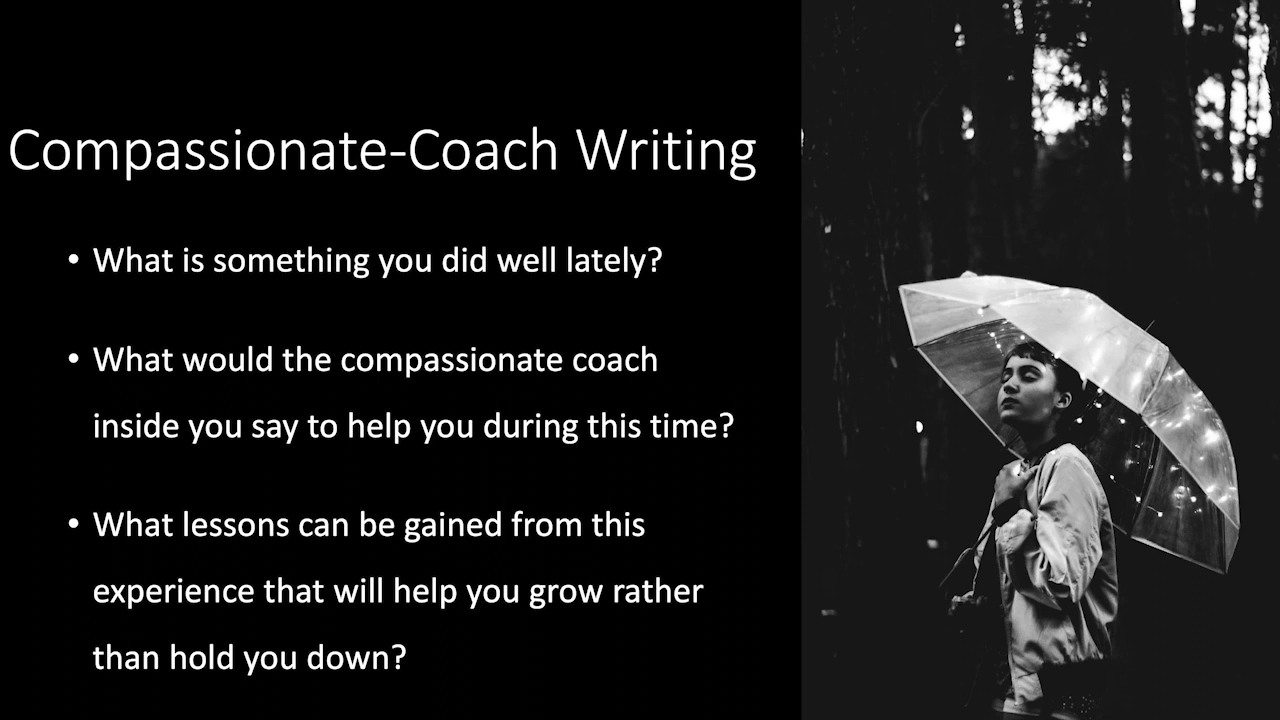 Compassionate-Coach Writing
• What is something you did well lately?
• What would the compassionate coach
inside you say to help you during this time?
• What lessons can be gained from this
experience that will help you grow rather
than hold you down?